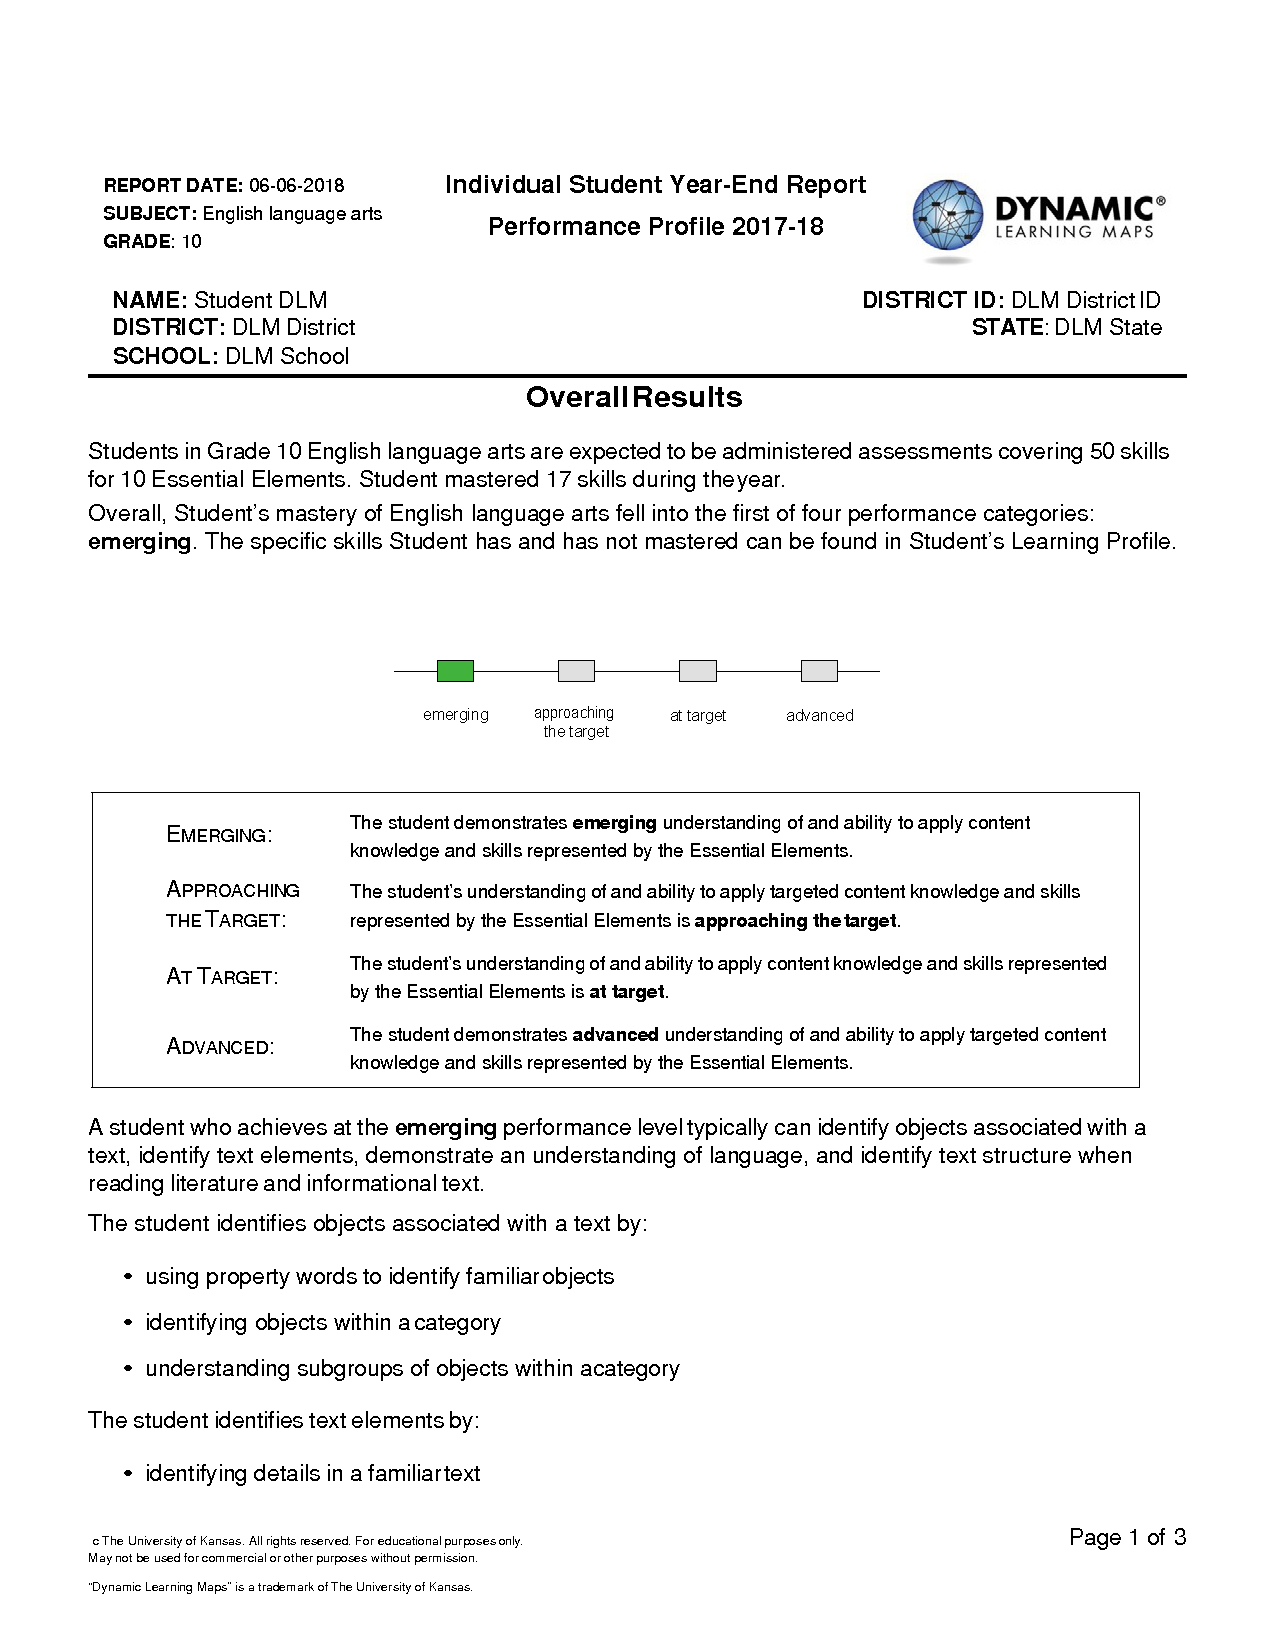 REPORT DATE: 06-06-2018
SUBJECT: English language arts
GRADE: 10
Individual Student Year-End Report
Performance Profile 2017-18
DYNAMIC®
LEARNING MAPS
NAME: Student DLM
DISTRICT: DLM District
SCHOOL: DLM School
DISTRICT ID: DLM District ID
STATE: DLM State
Overall Results
Students in Grade 10 English language arts are expected to be administered assessments covering 50 skills
for 10 Essential Elements. Student mastered 17 skills during the year.
Overall, Student's mastery of English language arts fell into the first of four performance categories:
emerging. The specific skills Student has and has not mastered can be found in Student's Learning Profile.
emerging
approaching
the target
at target
advanced
EMERGING:
The student demonstrates emerging understanding of and ability to apply content
knowledge and skills represented by the Essential Elements.
APPROACHING
THE TARGET:
The student's understanding of and ability to apply targeted content knowledge and skills
represented by the Essential Elements is approaching the target.
AT TARGET:
The student's understanding of and ability to apply content knowledge and skills represented
by the Essential Elements is at target.
ADVANCED:
The student demonstrates advanced understanding of and ability to apply targeted content
knowledge and skills represented by the Essential Elements.
A student who achieves at the emerging performance level typically can identify objects associated with a
text, identify text elements, demonstrate an understanding of language, and identify text structure when
reading literature and informational text.
The student identifies objects associated with a text by:
• using property words to identify familiar objects
• identifying objects within a category
• understanding subgroups of objects within acategory
The student identifies text elements by:
• identifying details in a familiar text
c The University of Kansas. All rights reserved. For educational purposes only.
May not be used for commercial or other purposes without permission.
"Dynamic Learning Maps" is a trademark of The University of Kansas.
Page 1 of 3